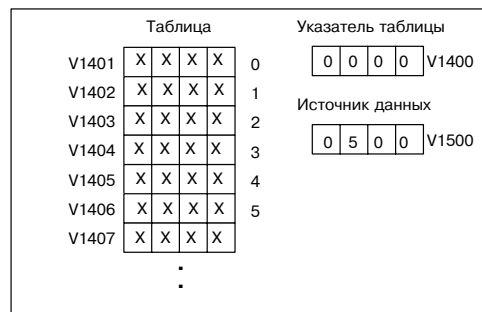 Таблица
V1401 X X X X 0
V1402 X X X X 1
V1403 X X X X 2
V1404 X X X X 3
V1405 X X X X 4
V1406 X X X X 5
V1407 X X X X
Указатель таблицы
0 0 0 0 V1400
Источник данных
0 5 0 0 V1500